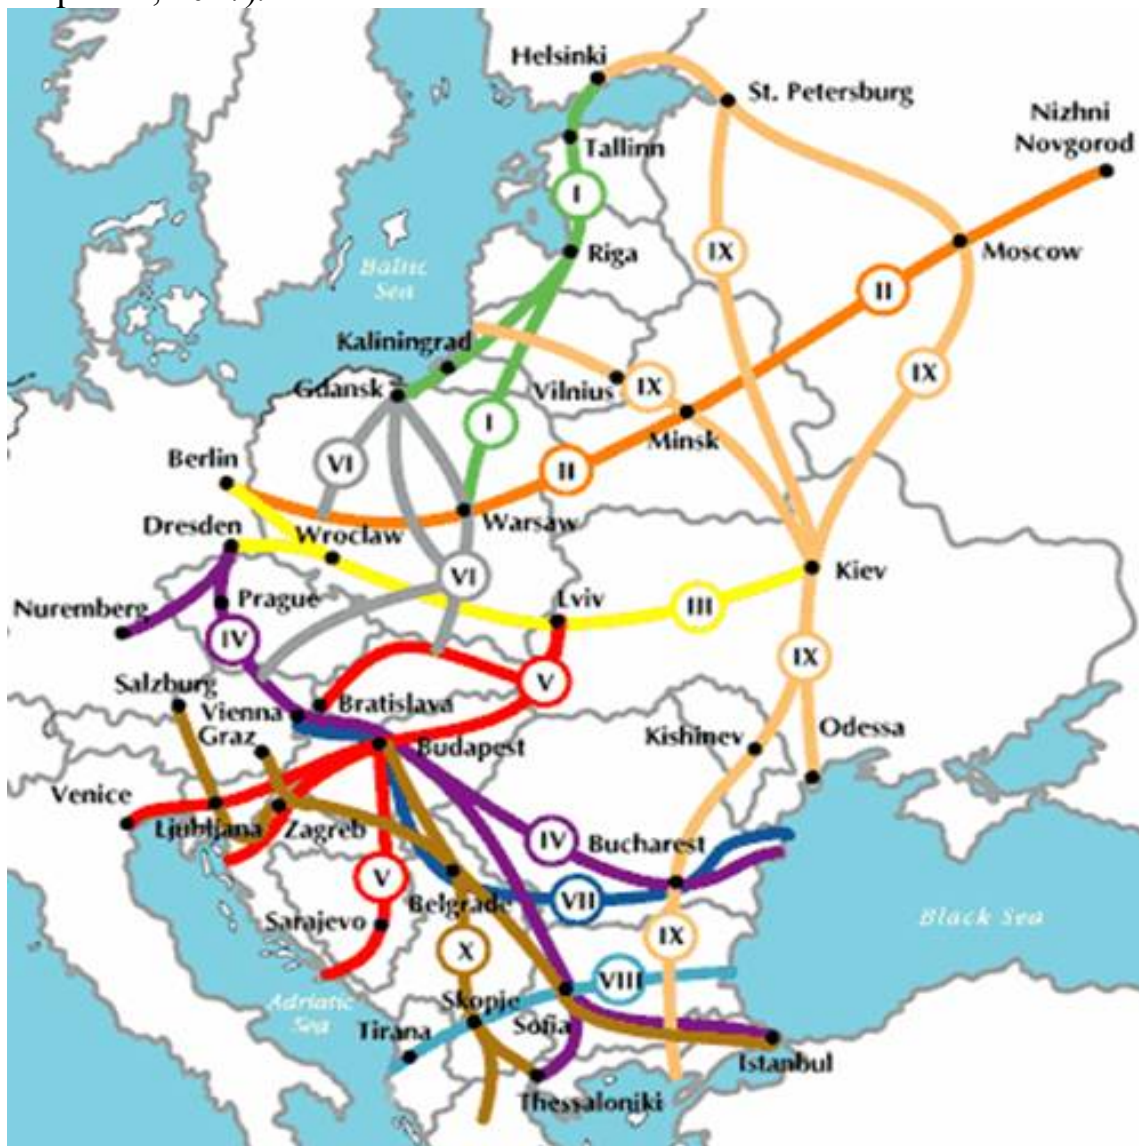 Helsinki
St. Petersburg
Nizhni
Novgorod
Tallinn
I
Riga
IX
Moscow
Baltic
Sea
II
Kaliningrad
Gdansk
Vilnius
IX
IX
I
Minsk
VI
II
Berlin
Dresden
Wroclaw
Warsaw
VI
Kiev
Nuremberg
Prague
Lviv
III
IV
IX
V
Salzburg
Bratislava
Vienna
Graz
Budapest
Kishinev
Odessa
Venice
Ljubljana
Zagreb
IV
Bucharest
V
Belgrade
VII
Sarajevo
Black Sea
IX
X
VIII
Adriatic
Sea
Skopje
Tirana
Sofia
Istanbul
Thessaloniki